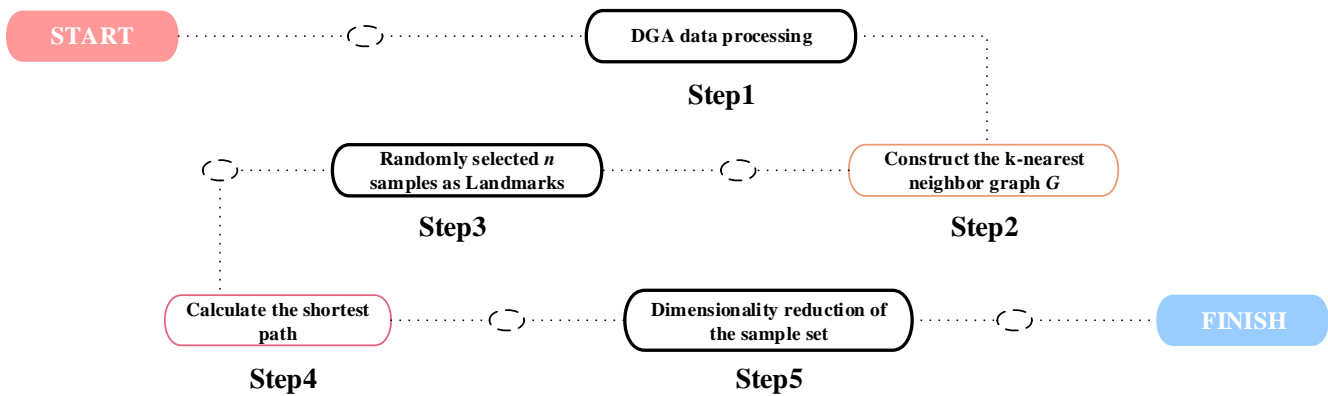 START
DGA data processing
Step1
Construct the k-nearest
neighbor graph G
Step2
Randomly selected n
samples as Landmarks
Step3
Calculate the shortest
path
Step4
Dimensionality reduction of
the sample set
Step5
FINISH